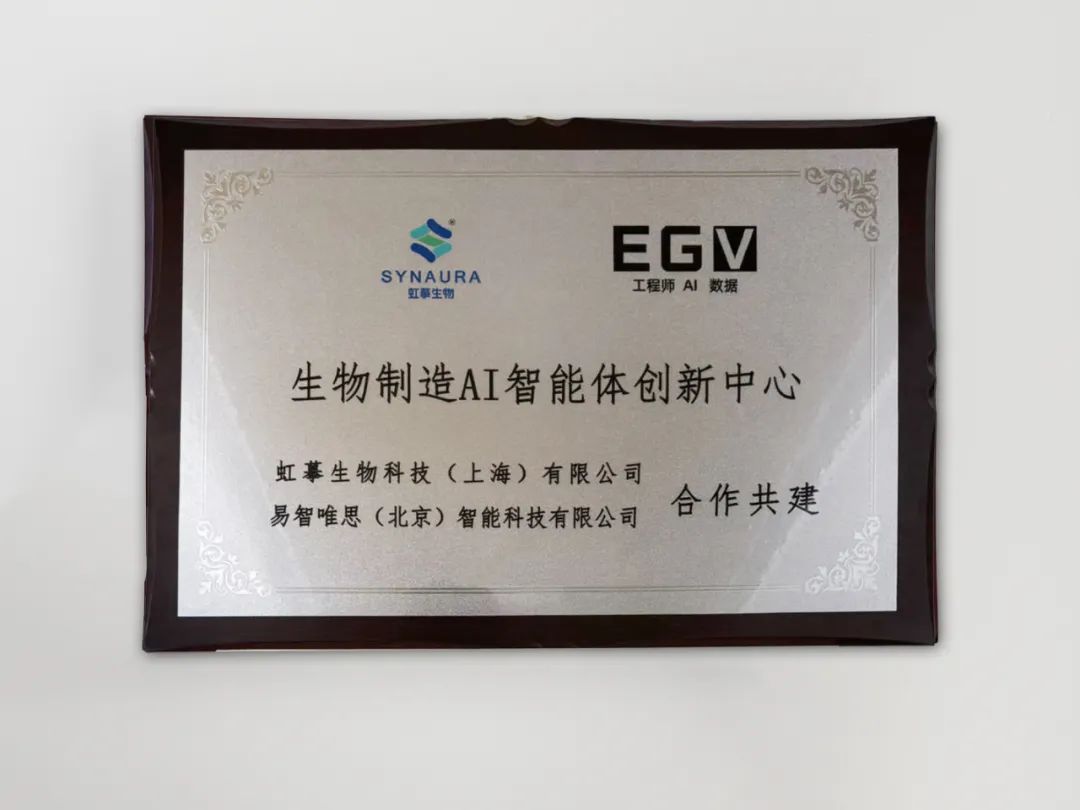 SYNAURA
虹摹生物
EGV
工程师 AI 数据
生物制造AI智能体创新中心
虹摹生物科技（上海）有限公司
易智唯思（北京）智能科技有限公司
合作共建